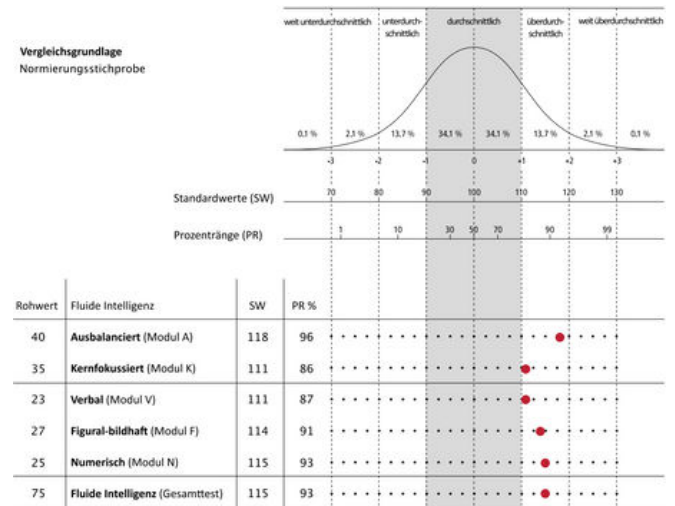 weit unterdurchschnittlich unterdurch- durchschnittlich überdurch- weit überdurchschnittlich
schnittlich schnittlich
Vergleichsgrundlage
Normierungsstichprobe
0,1 % 2,1 % 13,7 % 34,1 % 34,1 % 13,7 % 2,1 % 0,1 %
-3 -2 -1 0 +1 +2 +3
Standardwerte (SW) 70 80 90 100 110 120 130
Prozentränge (PR) 1 10 30 50 70 90 99
Rohwert Fluide Intelligenz SW PR %
40 Ausbalanciert (Modul A) 118 96
35 Kernfokussiert (Modul K) 111 86
23 Verbal (Modul V) 111 87
27 Figural-bildhaft (Modul F) 114 91
25 Numerisch (Modul N) 115 93
75 Fluide Intelligenz (Gesamttest) 115 93